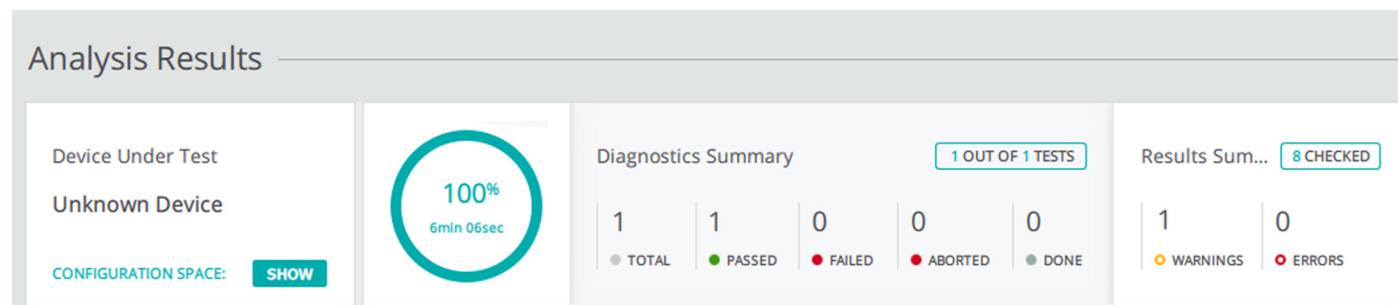 Analysis Results
Device Under Test
Unknown Device
CONFIGURATION SPACE: SHOW
100%
6min 06sec
Diagnostics Summary 1 OUT OF 1 TESTS
1 1 0 0 0
TOTAL PASSED FAILED ABORTED DONE
Results Sum... 8 CHECKED
1 0
WARNINGS ERRORS